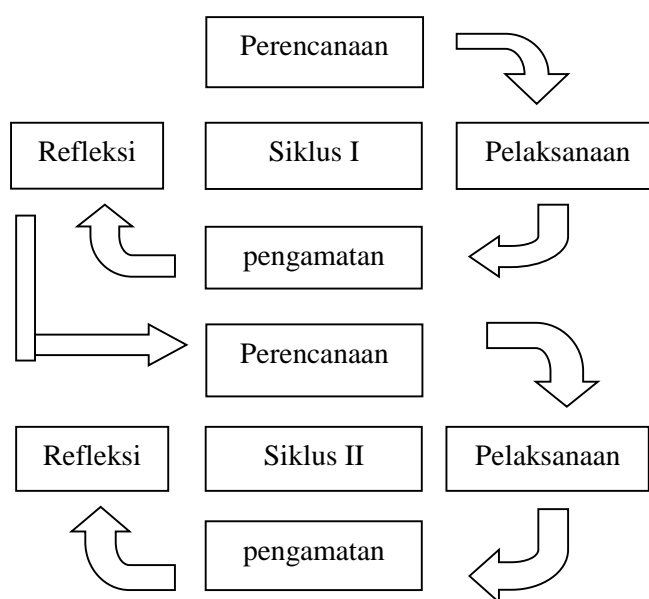 Perencanaan
Refleksi
Siklus I
Pelaksanaan
pengamatan
Perencanaan
Refleksi
Siklus II
Pelaksanaan
pengamatan